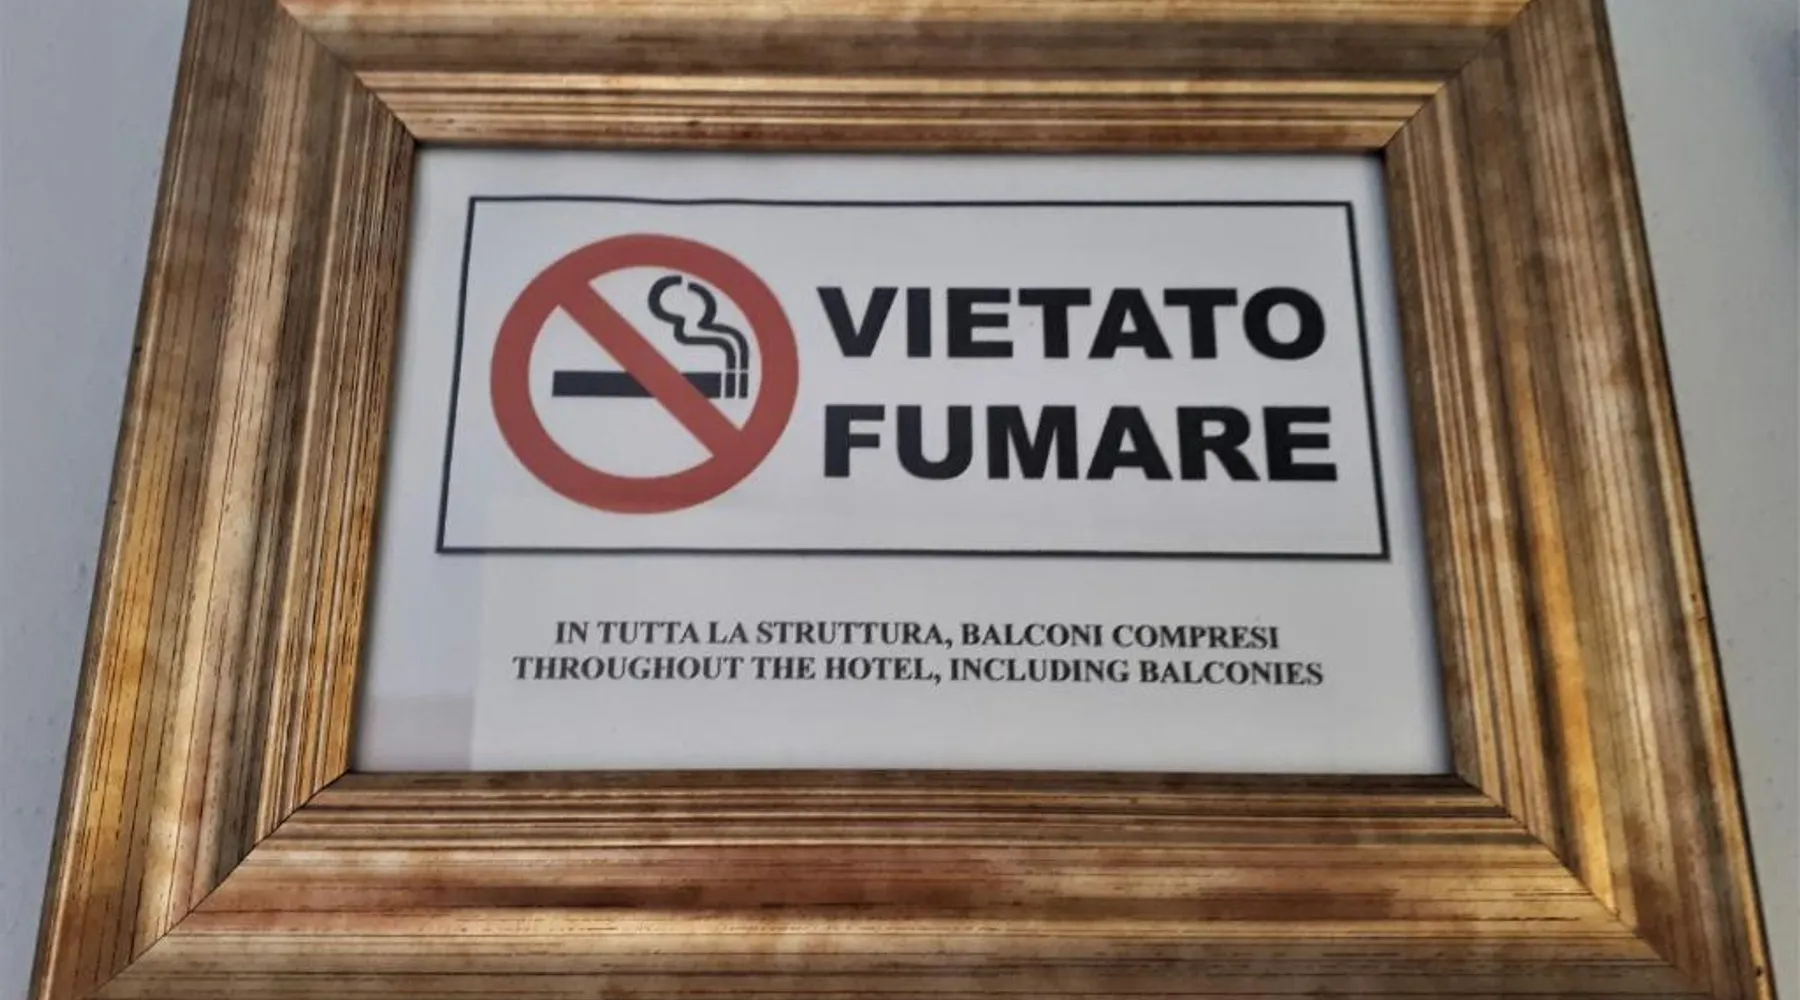 VIETATO
FUMARE
IN TUTTA LA STRUTTURA, BALCONI COMPRESI
THROUGHOUT THE HOTEL, INCLUDING BALCONIES